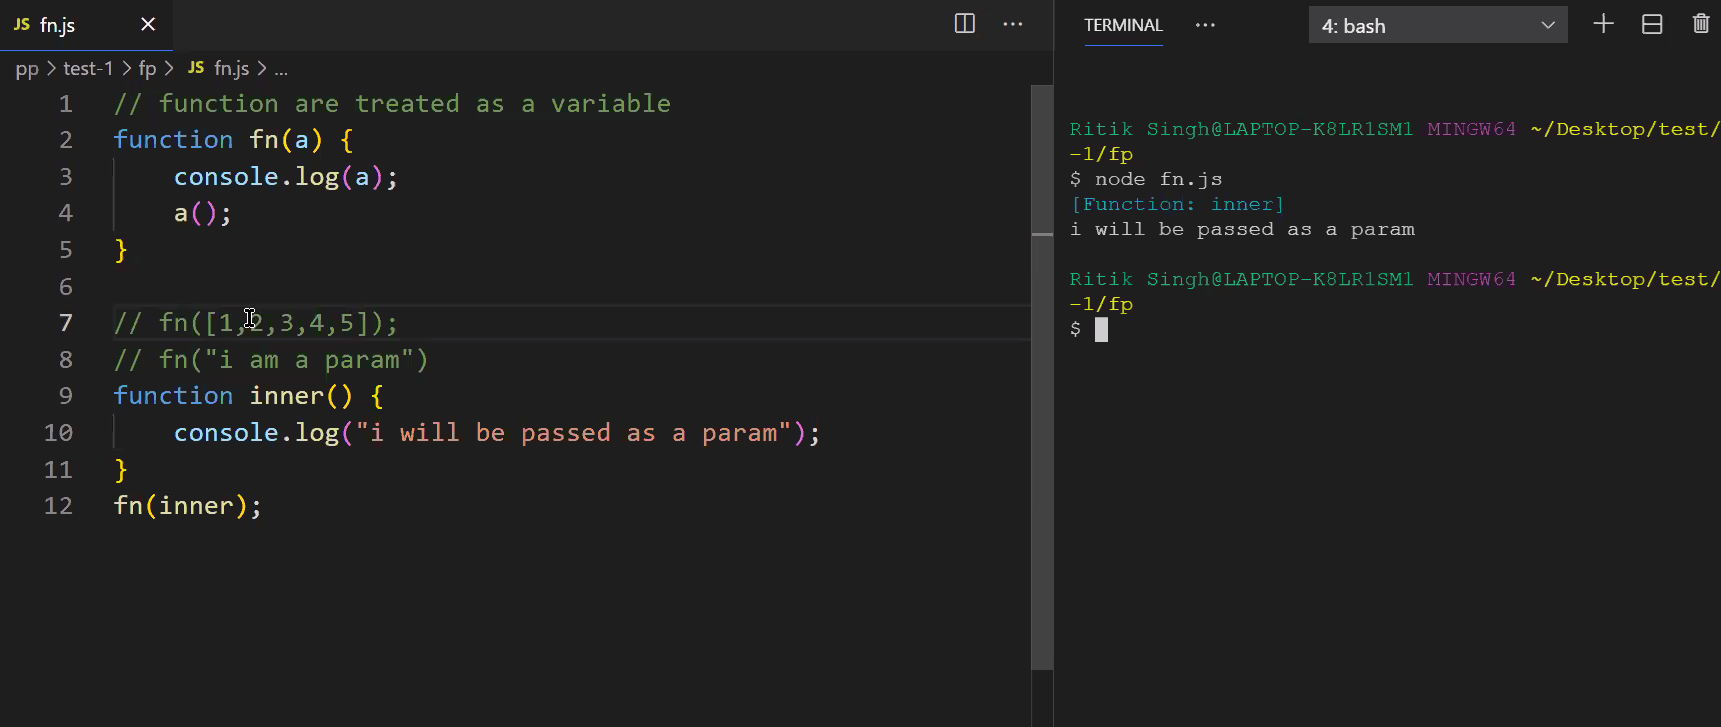 JS fn.js
pp > test-1 > fp > JS fn.js > ...
1 // function are treated as a variable
2 function fn(a) {
3 console.log(a);
4 a();
5 }
6
7 // fn([1,2,3,4,5]);
8 // fn("i am a param")
9 function inner() {
10 console.log("i will be passed as a param");
11 }
12 fn(inner);
TERMINAL ... 4: bash
Ritik Singh@LAPTOP-K8LR1SM1 MINGW64 ~/Desktop/test/
-1/fp
$ node fn.js
[Function: inner]
i will be passed as a param
Ritik Singh@LAPTOP-K8LR1SM1 MINGW64 ~/Desktop/test/
-1/fp
$